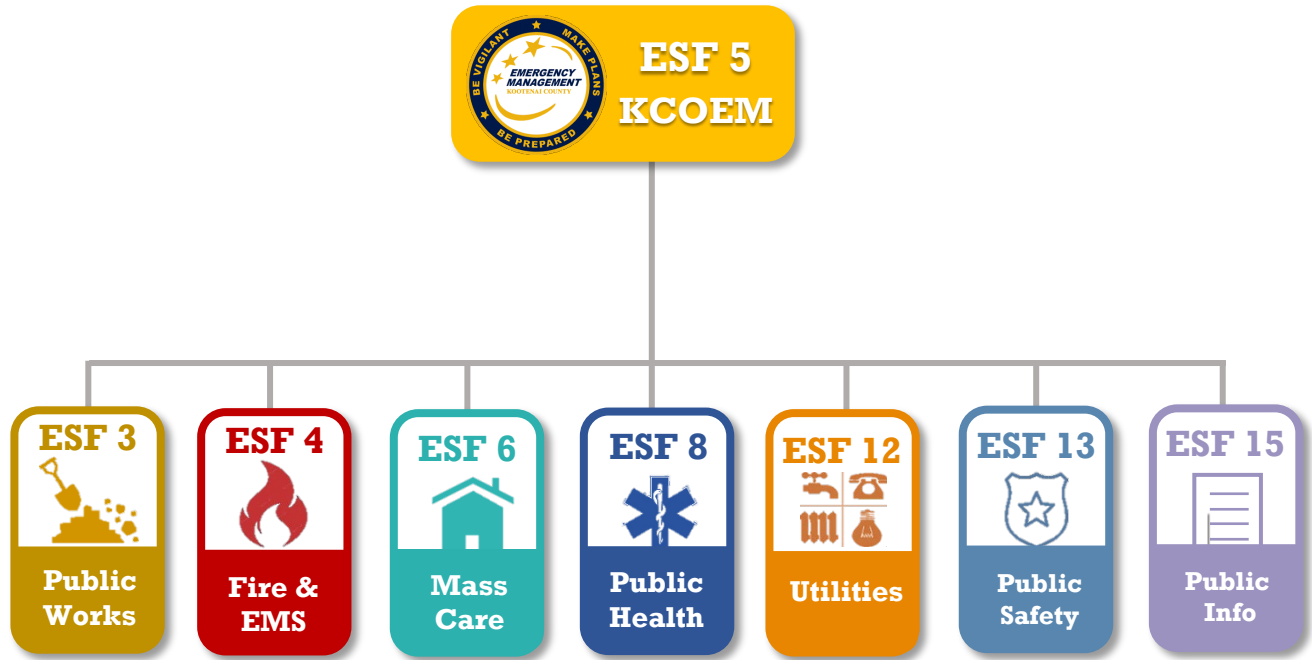 BE VIGILANT ★ MAKE PLANS ★ BE PREPARED ★
EMERGENCY
MANAGEMENT
KOOTENAI COUNTY
ESF 5
KCOEM
ESF 3
Public
Works
ESF 4
Fire &
EMS
ESF 6
Mass
Care
ESF 8
Public
Health
ESF 12
Utilities
ESF 13
Public
Safety
ESF 15
Public
Info